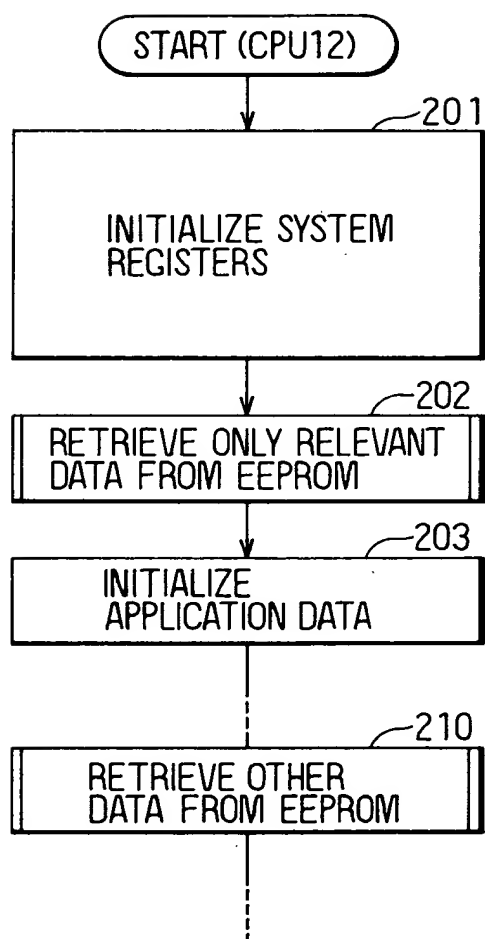 START (CPU12)
201
INITIALIZE SYSTEM
REGISTERS
202
RETRIEVE ONLY RELEVANT
DATA FROM EEPROM
203
INITIALIZE
APPLICATION DATA
210
RETRIEVE OTHER
DATA FROM EEPROM